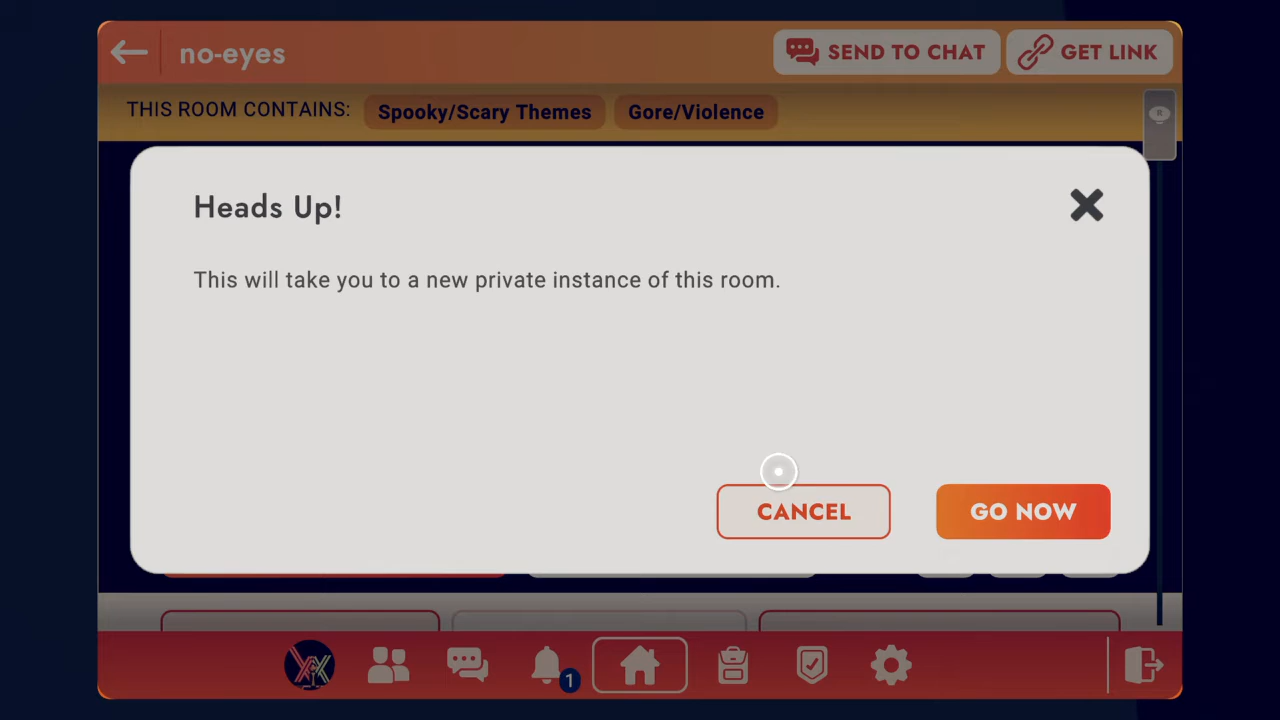 no-eyes
SEND TO CHAT
GET LINK
THIS ROOM CONTAINS:
Spooky/Scary Themes
Gore/Violence
R
Heads Up!
This will take you to a new private instance of this room.
CANCEL
GO NOW
1